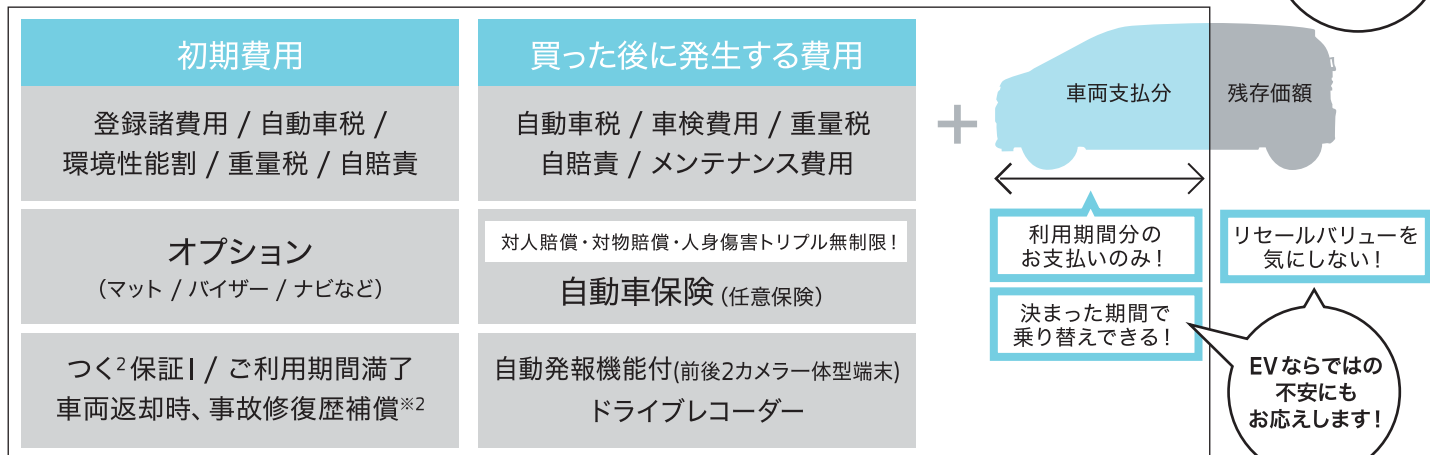 初期費用
登録諸費用 / 自動車税 /
環境性能割 / 重量税 / 自賠責
オプション
(マット / バイザー / ナビなど)
つく²保証Ⅰ / ご利用期間満了
車両返却時、事故修復歴補償※2
買った後に発生する費用
自動車税 / 車検費用 / 重量税
自賠責 / メンテナンス費用
対人賠償・対物賠償・人身傷害トリプル無制限!
自動車保険 (任意保険)
自動発報機能付(前後2カメラ一体型端末)
ドライブレコーダー
+
車両支払分
残存価額
利用期間分の
お支払いのみ!
決まった期間で
乗り替えできる!
リセールバリューを
気にしない!
EVならではの
不安にも
お応えします!